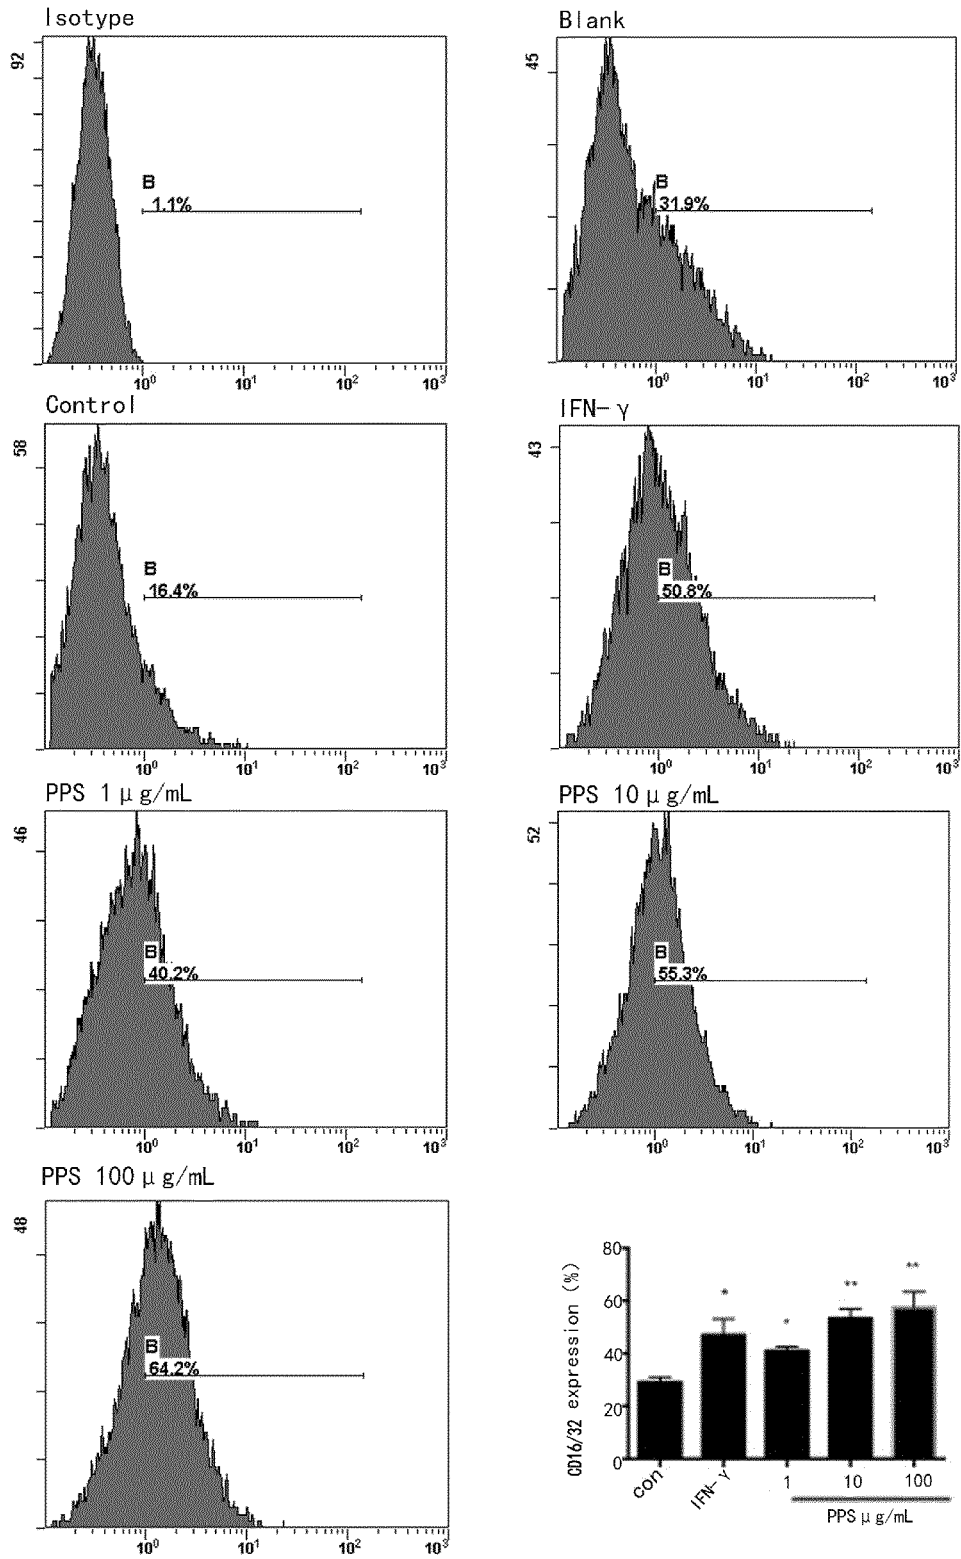 Isotype
92
B
1.1%
10⁰ 10¹ 10² 10³
Blank
45
B
31.9%
10⁰ 10¹ 10² 10³
Control
58
B
16.4%
10⁰ 10¹ 10² 10³
IFN-γ
43
B
50.8%
10⁰ 10¹ 10² 10³
PPS 1 μg/mL
46
B
40.2%
10⁰ 10¹ 10² 10³
PPS 10 μg/mL
52
B
55.3%
10⁰ 10¹ 10² 10³
PPS 100 μg/mL
48
B
64.2%
10⁰ 10¹ 10² 10³
CD16/32 expression (%)
80
60
40
20
0
* * ** **
con IFN-γ 1 10 100
PPS μg/mL